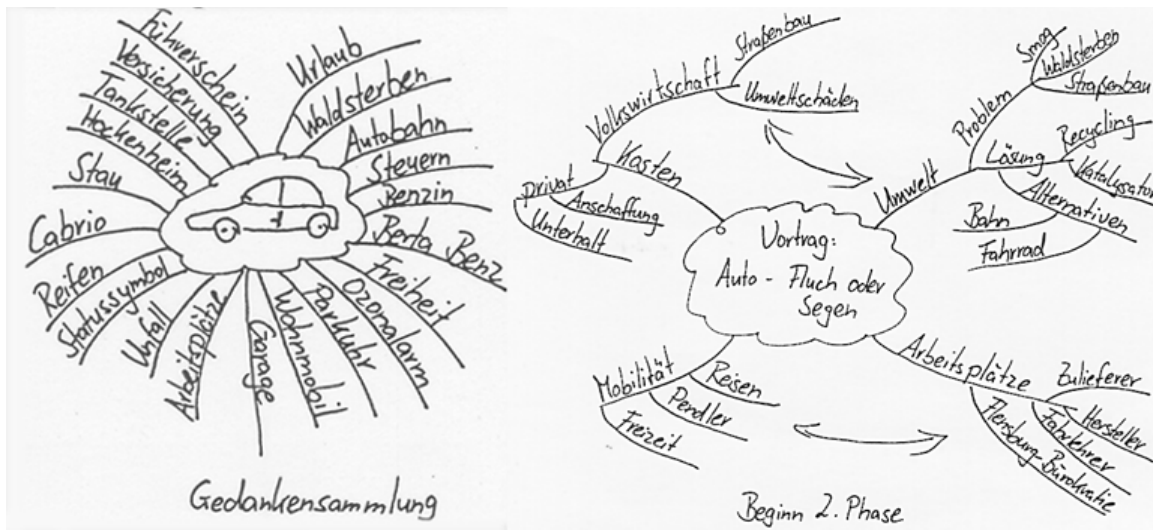 Führerschein
Versicherung
Tankstelle
Hockenheim
Stau
Cabrio
Reifen
Statussymbol
Unfall
Arbeitsplätze
Garage
Wohnmobil
Parkuhr
Ozonalarm
Freiheit
Berta Benz
Benzin
Steuern
Autobahn
Waldsterben
Urlaub
Gedankensammlung
Vortrag:
Auto - Fluch oder
Segen
Kosten
Volkswirtschaft
Straßenbau
Umweltschäden
privat
Anschaffung
Unterhalt
Umwelt
Problem
Smog
Waldsterben
Straßenbau
Lösung
Recycling
Katalysator
Alternativen
Bahn
Fahrrad
Mobilität
Reisen
Pendler
Freizeit
Arbeitsplätze
Zulieferer
Hersteller
Fahrlehrer
Flensburg-Bürokratie
Beginn 2. Phase